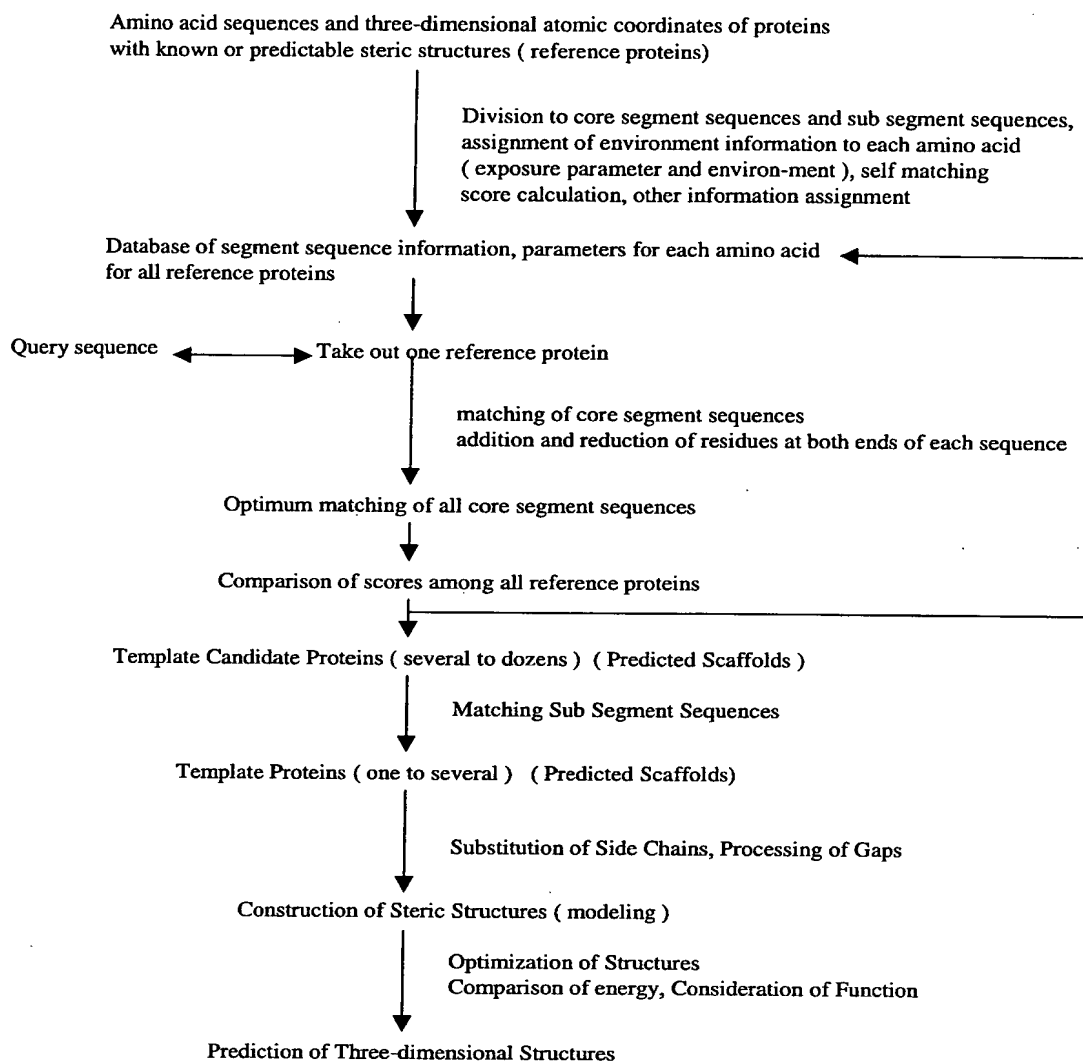 Amino acid sequences and three-dimensional atomic coordinates of proteins
with known or predictable steric structures ( reference proteins)
Division to core segment sequences and sub segment sequences,
assignment of environment information to each amino acid
( exposure parameter and environ-ment ), self matching
score calculation, other information assignment
Database of segment sequence information, parameters for each amino acid
for all reference proteins
Query sequence
Take out one reference protein
matching of core segment sequences
addition and reduction of residues at both ends of each sequence
Optimum matching of all core segment sequences
Comparison of scores among all reference proteins
Template Candidate Proteins ( several to dozens ) ( Predicted Scaffolds )
Matching Sub Segment Sequences
Template Proteins ( one to several ) ( Predicted Scaffolds)
Substitution of Side Chains, Processing of Gaps
Construction of Steric Structures ( modeling )
Optimization of Structures
Comparison of energy, Consideration of Function
Prediction of Three-dimensional Structures